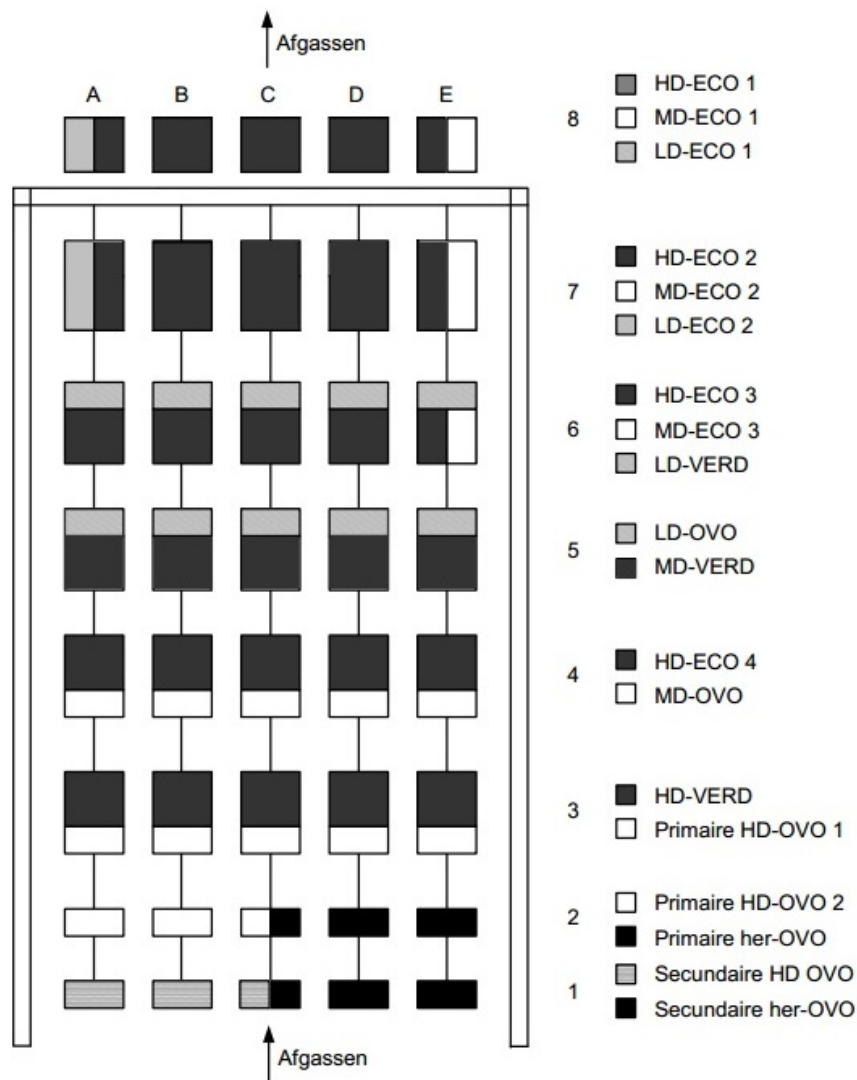 Afgassen
A B C D E
8
HD-ECO 1
MD-ECO 1
LD-ECO 1
7
HD-ECO 2
MD-ECO 2
LD-ECO 2
6
HD-ECO 3
MD-ECO 3
LD-VERD
5
LD-OVO
MD-VERD
4
HD-ECO 4
MD-OVO
3
HD-VERD
Primaire HD-OVO 1
2
Primaire HD-OVO 2
Primaire her-OVO
1
Secundaire HD OVO
Secundaire her-OVO
Afgassen